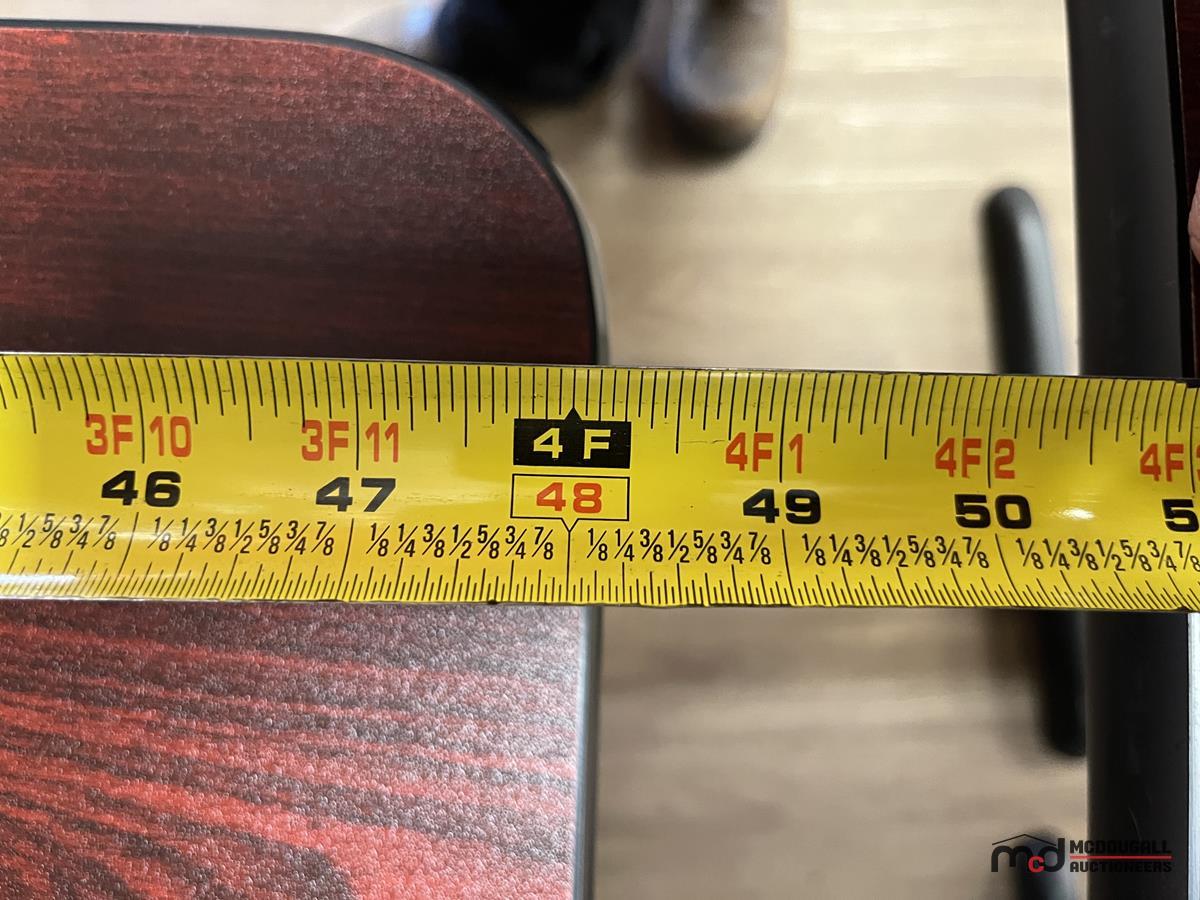 3F 10 3F 11 4 F 4F 1 4F 2 4F
46 47 48 49 50 5
1/8 1/2 5/8 3/4 7/8 1/8 1/4 3/8 1/2 5/8 3/4 7/8 1/8 1/4 3/8 1/2 5/8 3/4 7/8 1/8 1/4 3/8 1/2 5/8 3/4 7/8 1/8 1/4 3/8 1/2 5/8 3/4 7/8 1/8 1/4 3/8 1/2 5/8 3/4 7/8
mcd MCDOUGALL
AUCTIONEERS